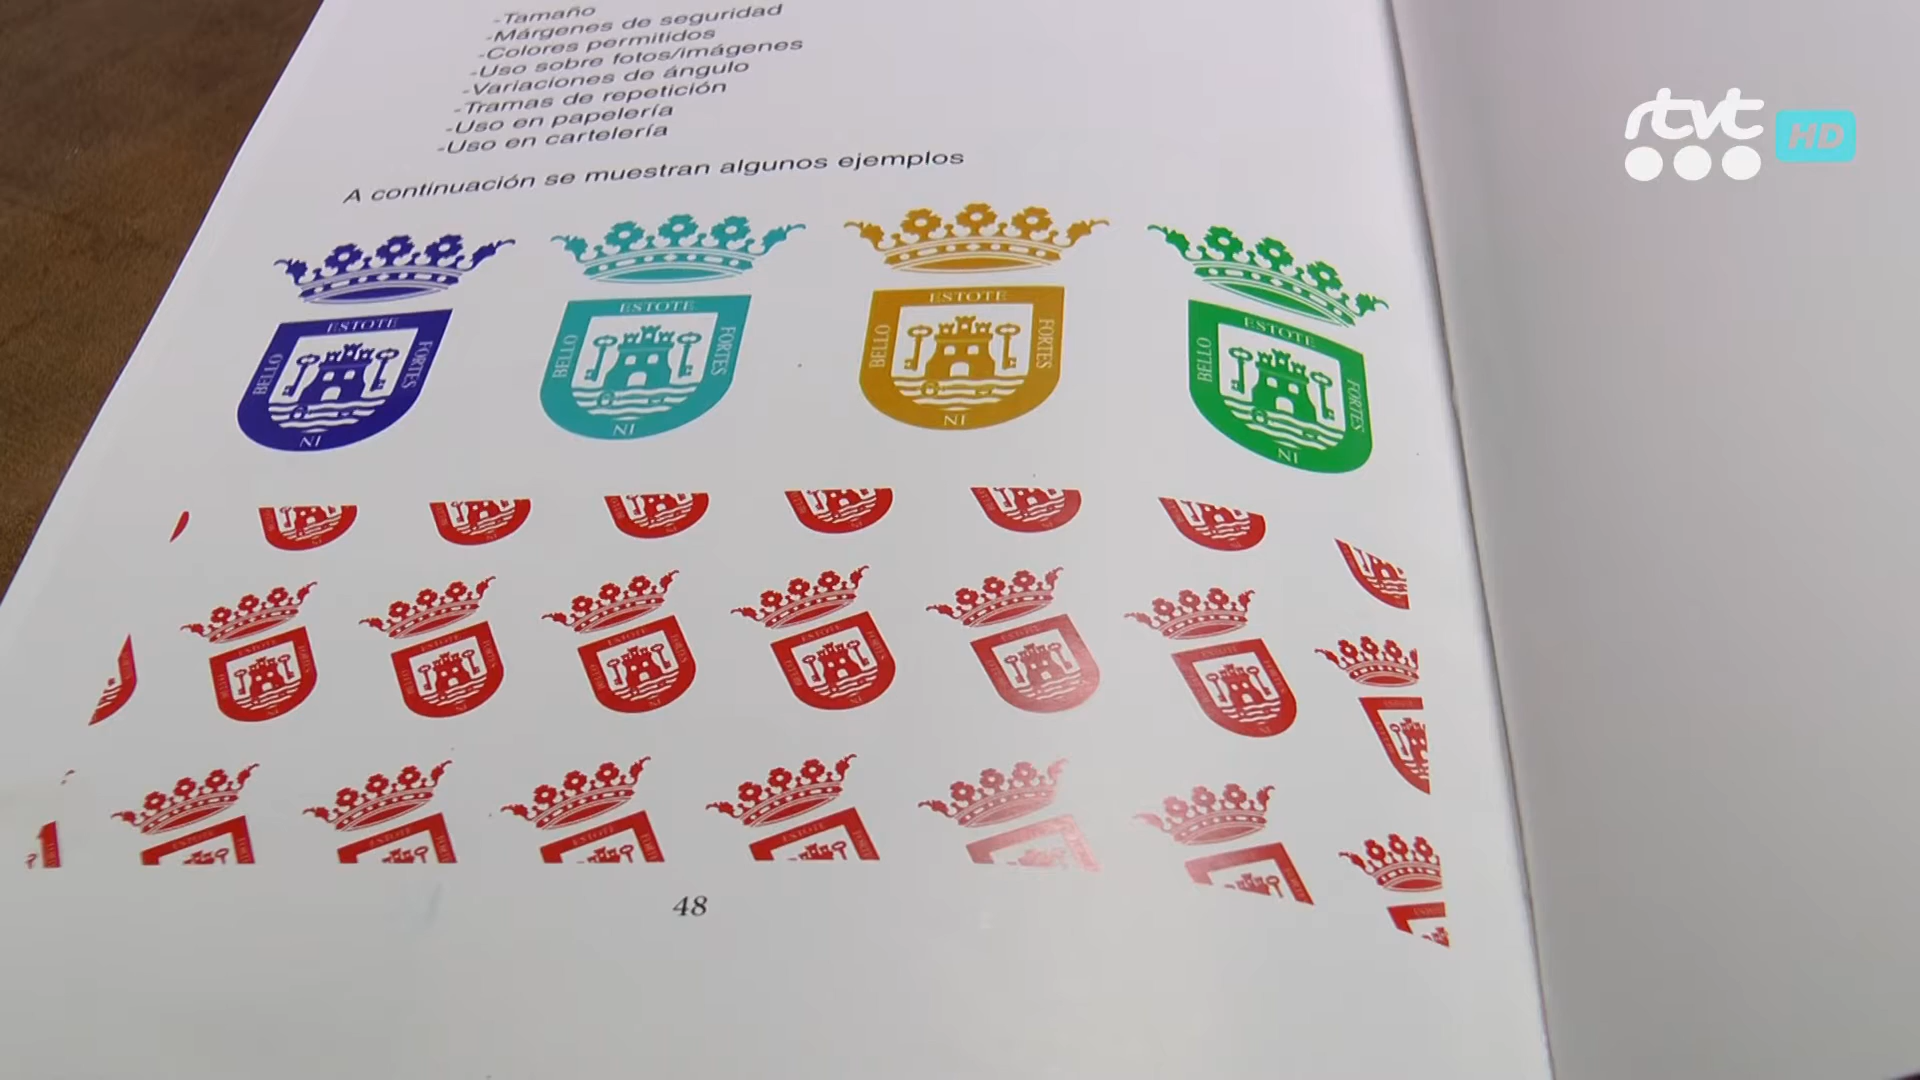 -Tamaño
-Márgenes de seguridad
-Colores permitidos
-Uso sobre fotos/imágenes
-Variaciones de ángulo
-Tramas de repetición
-Uso en papelería
-Uso en cartelería
A continuación se muestran algunos ejemplos
rtvt HD
ESTOTE
BELLO
FORTES
NI
ESTOTE
BELLO
FORTES
NI
ESTOTE
BELLO
FORTES
NI
ESTOTE
BELLO
FORTES
NI
48